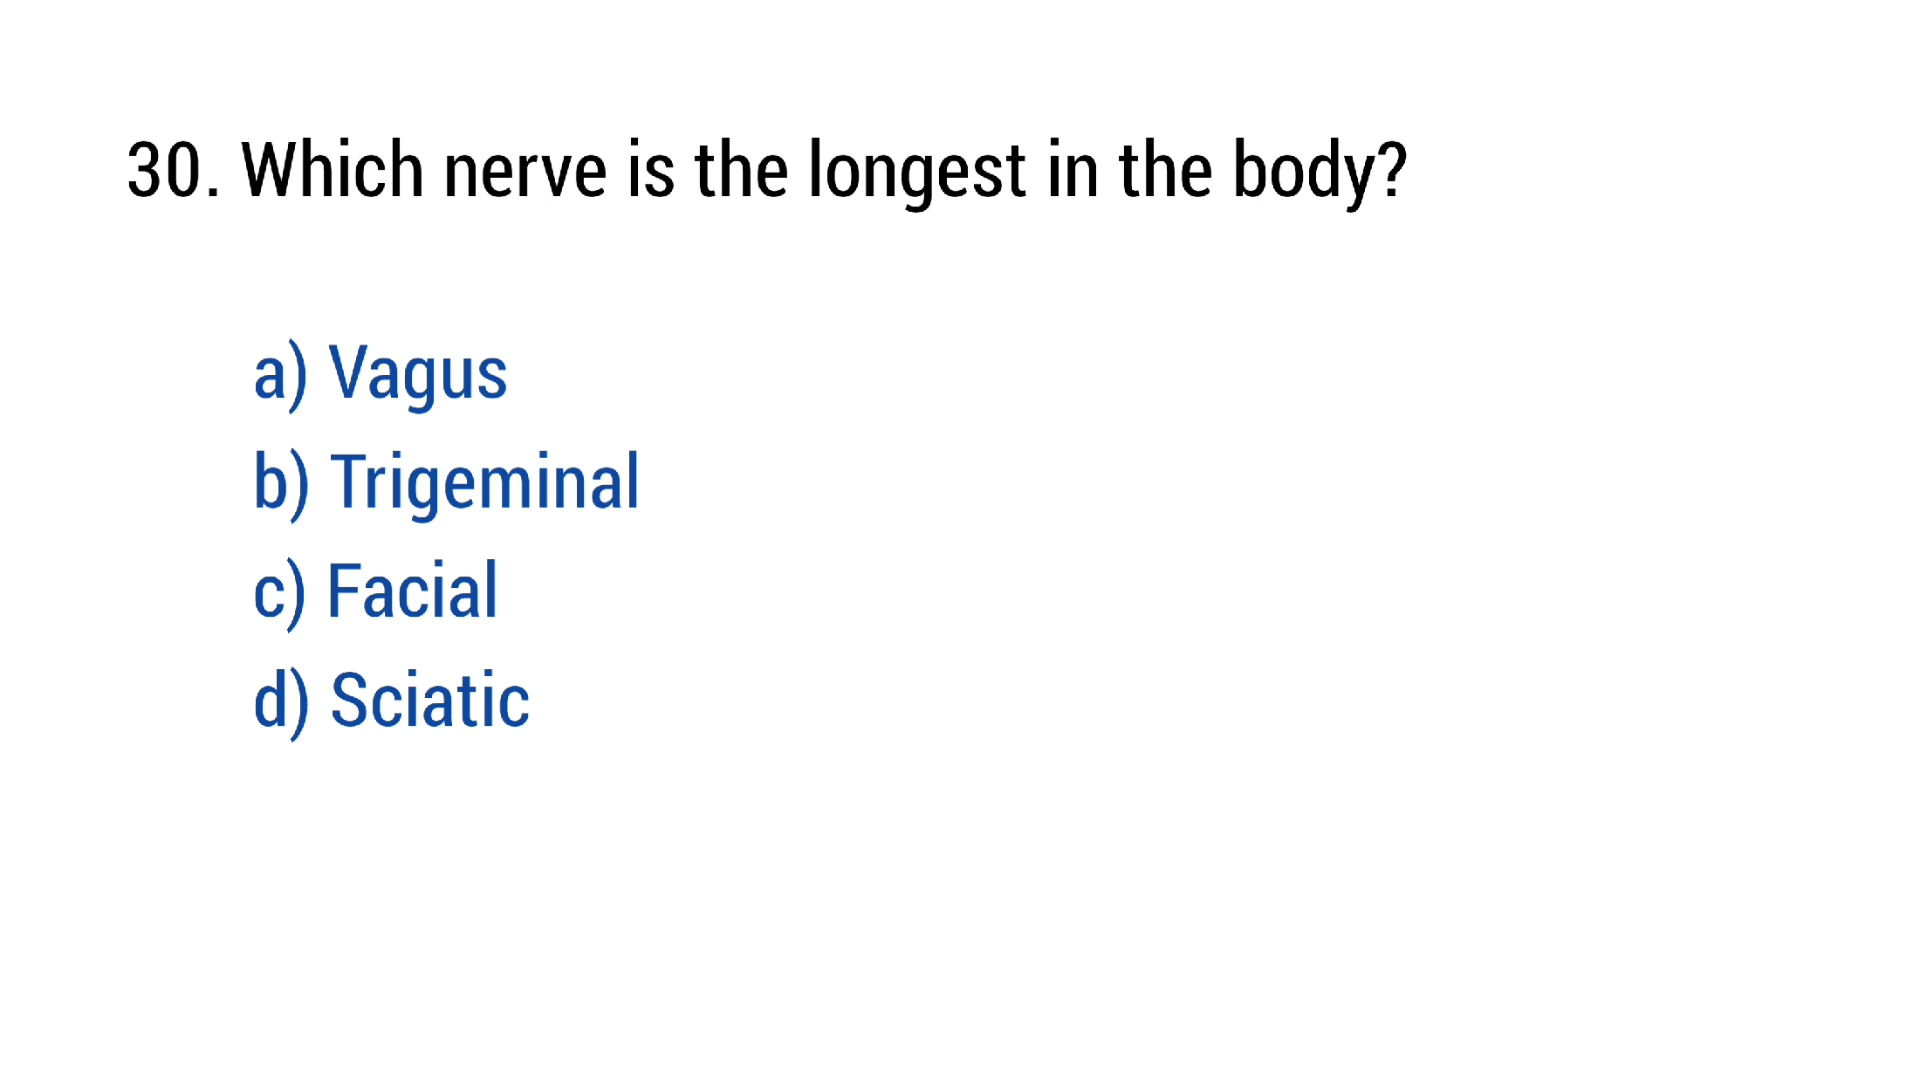 30. Which nerve is the longest in the body?
a) Vagus
b) Trigeminal
c) Facial
d) Sciatic